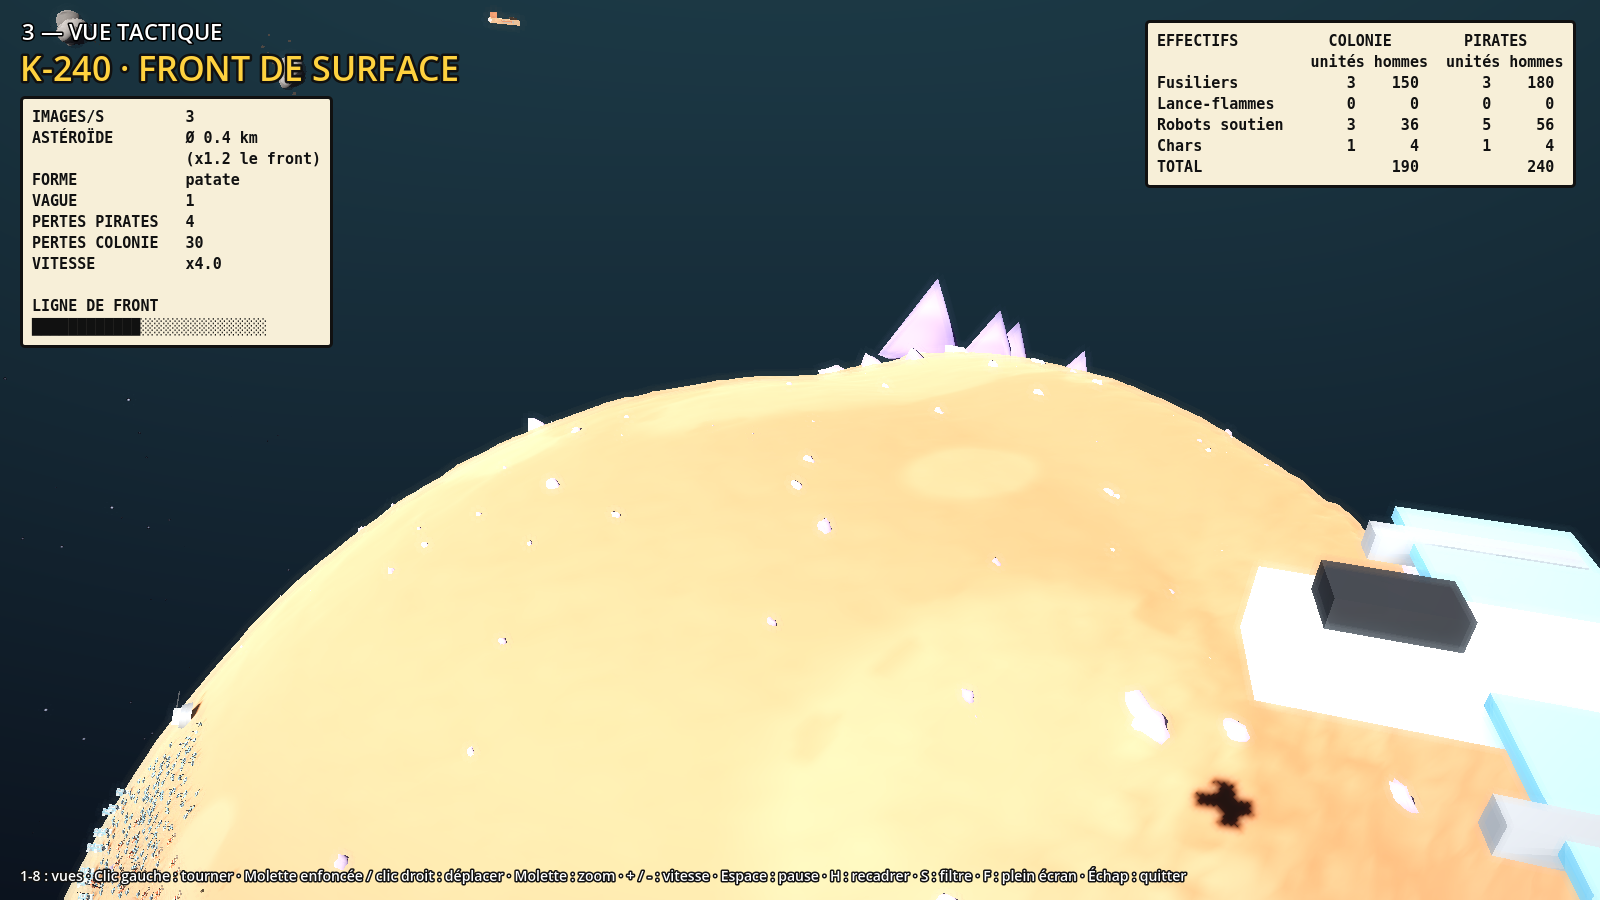 3 — VUE TACTIQUE
K-240 · FRONT DE SURFACE
IMAGES/S 3
ASTÉROÏDE Ø 0.4 km
(x1.2 le front)
FORME patate
VAGUE 1
PERTES PIRATES 4
PERTES COLONIE 30
VITESSE x4.0
LIGNE DE FRONT
EFFECTIFS COLONIE PIRATES
unités hommes unités hommes
Fusiliers 3 150 3 180
Lance-flammes 0 0 0 0
Robots soutien 3 36 5 56
Chars 1 4 1 4
TOTAL 190 240
1-8 : vues · Clic gauche : tourner · Molette enfoncée / clic droit : déplacer · Molette : zoom · + / - : vitesse · Espace : pause · H : recadrer · S : filtre · F : plein écran · Échap : quitter